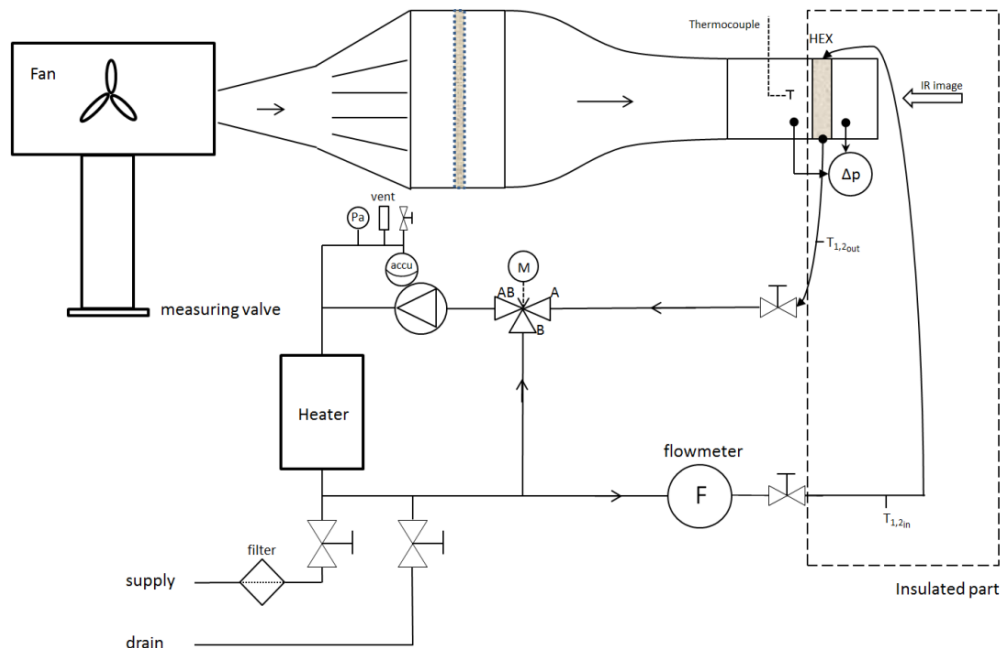 Thermocouple
HEX
Fan
T
IR image
Δp
vent
Pa
T1,2out
accu
M
AB
A
measuring valve
B
Heater
flowmeter
F
T1,2in
filter
supply
Insulated part
drain